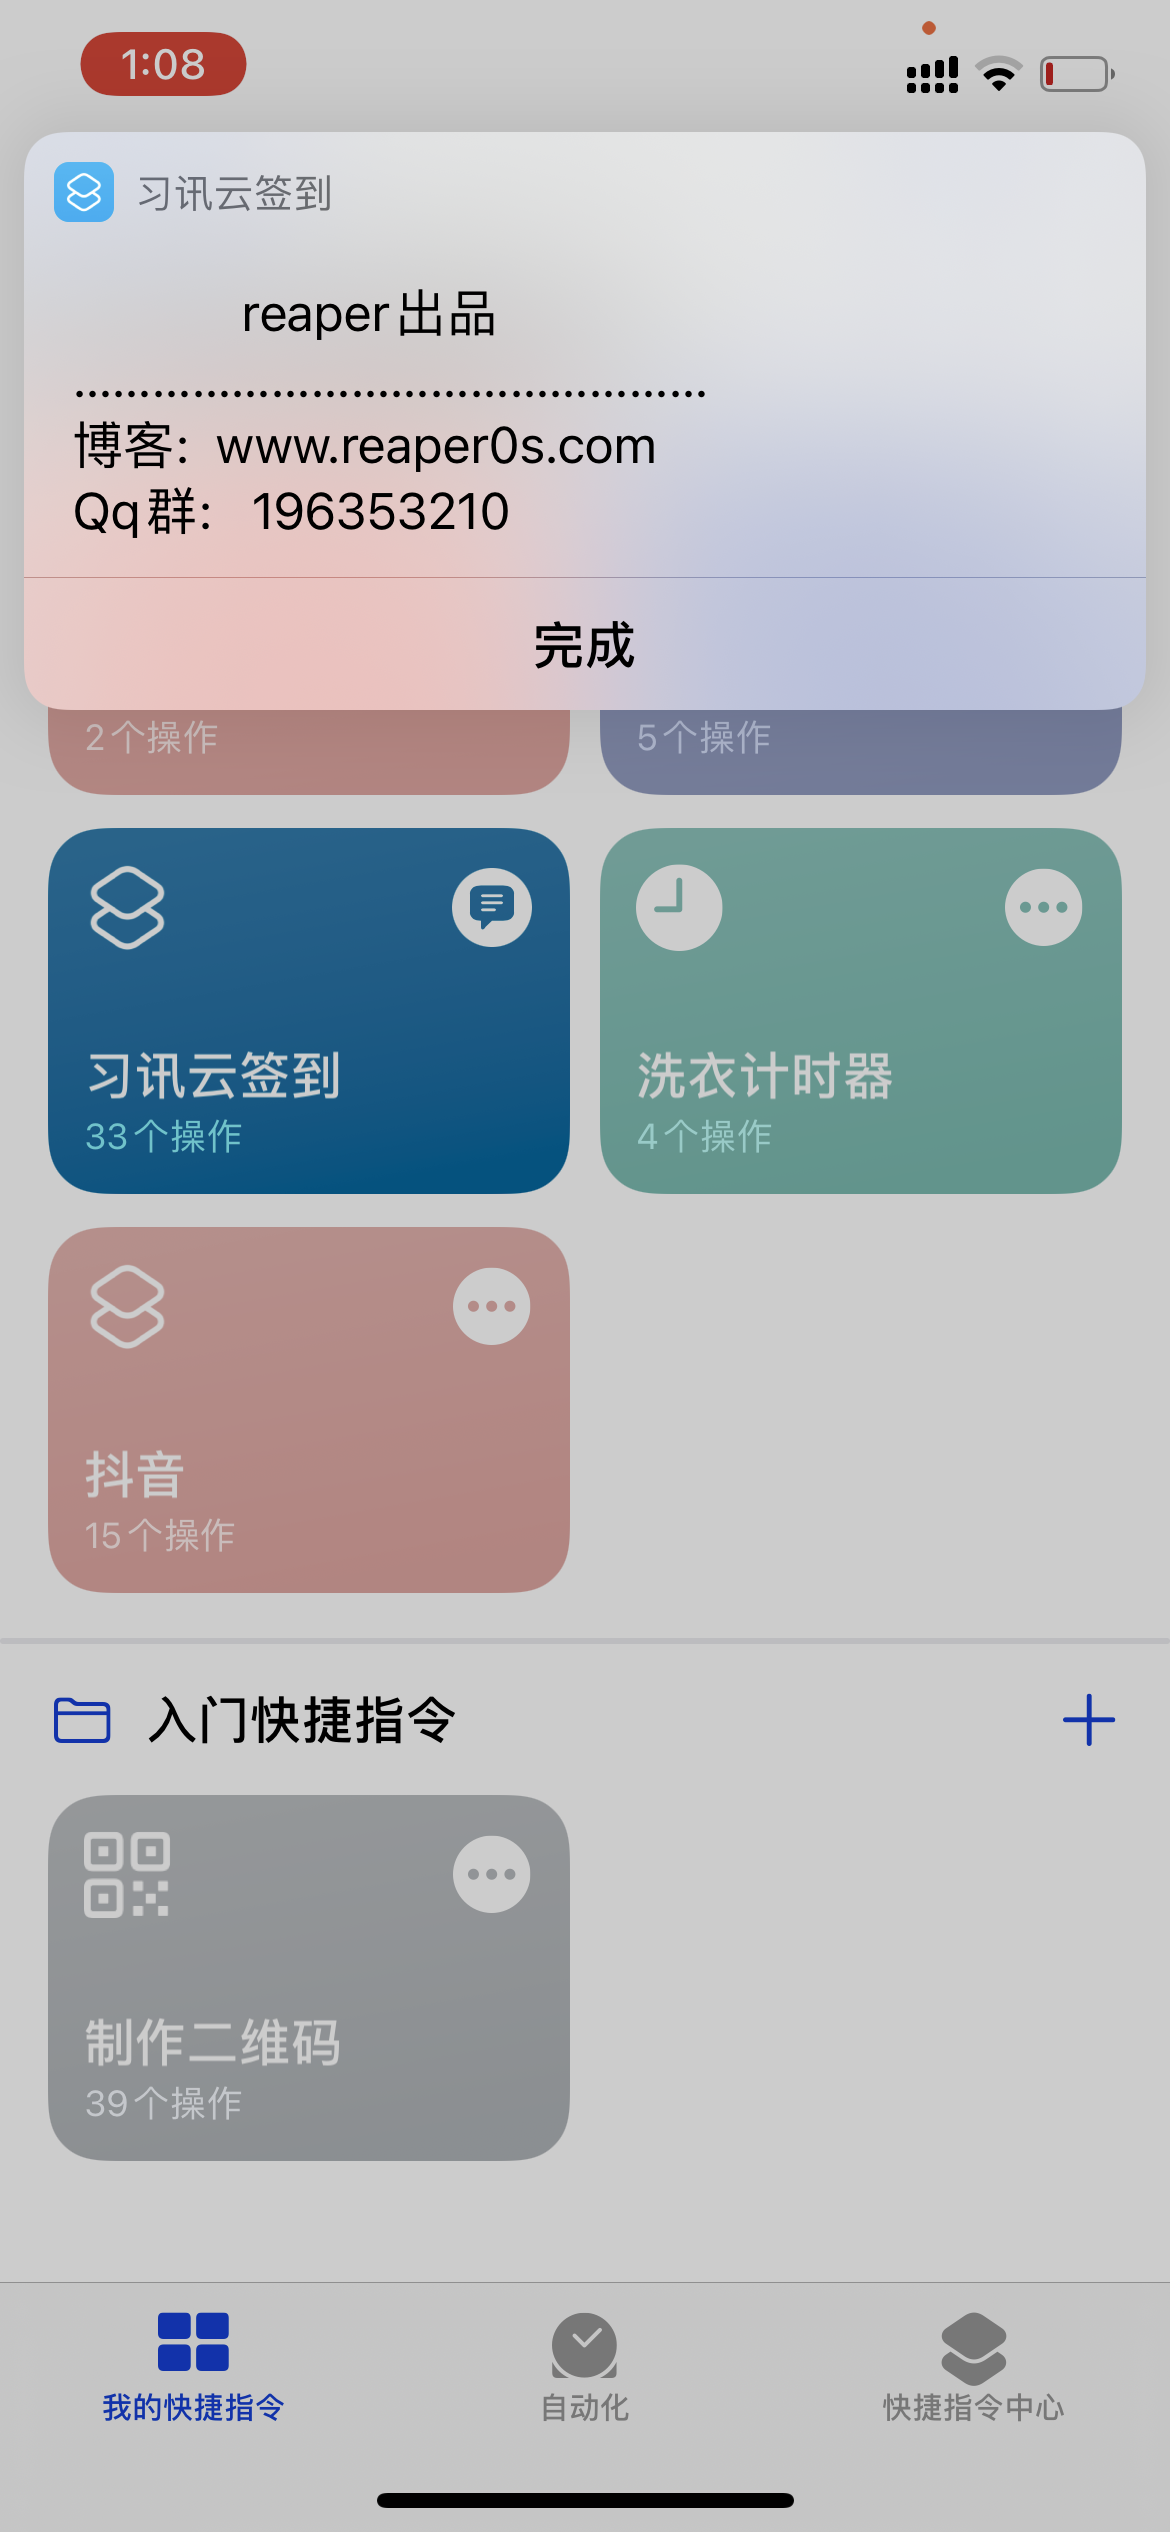 1:08
习讯云签到
reaper出品
................................................
博客：www.reaper0s.com
Qq群： 196353210
完成
2个操作
5个操作
习讯云签到
33个操作
洗衣计时器
4个操作
抖音
15个操作
入门快捷指令
制作二维码
39个操作
我的快捷指令
自动化
快捷指令中心